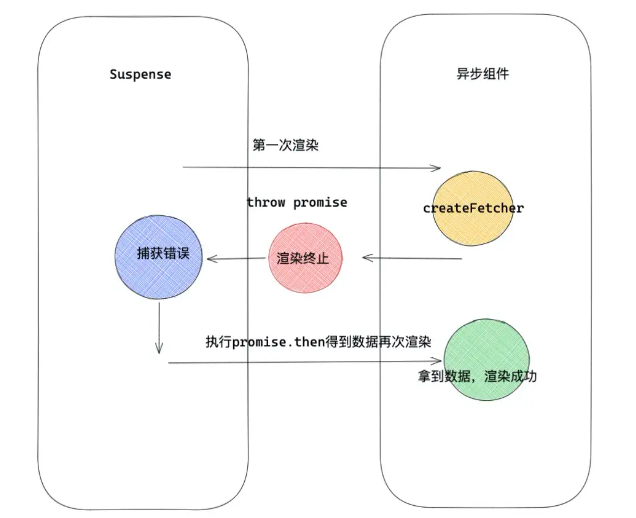 Suspense
异步组件
第一次渲染
throw promise
createFetcher
捕获错误
渲染终止
执行promise.then得到数据再次渲染
拿到数据，渲染成功